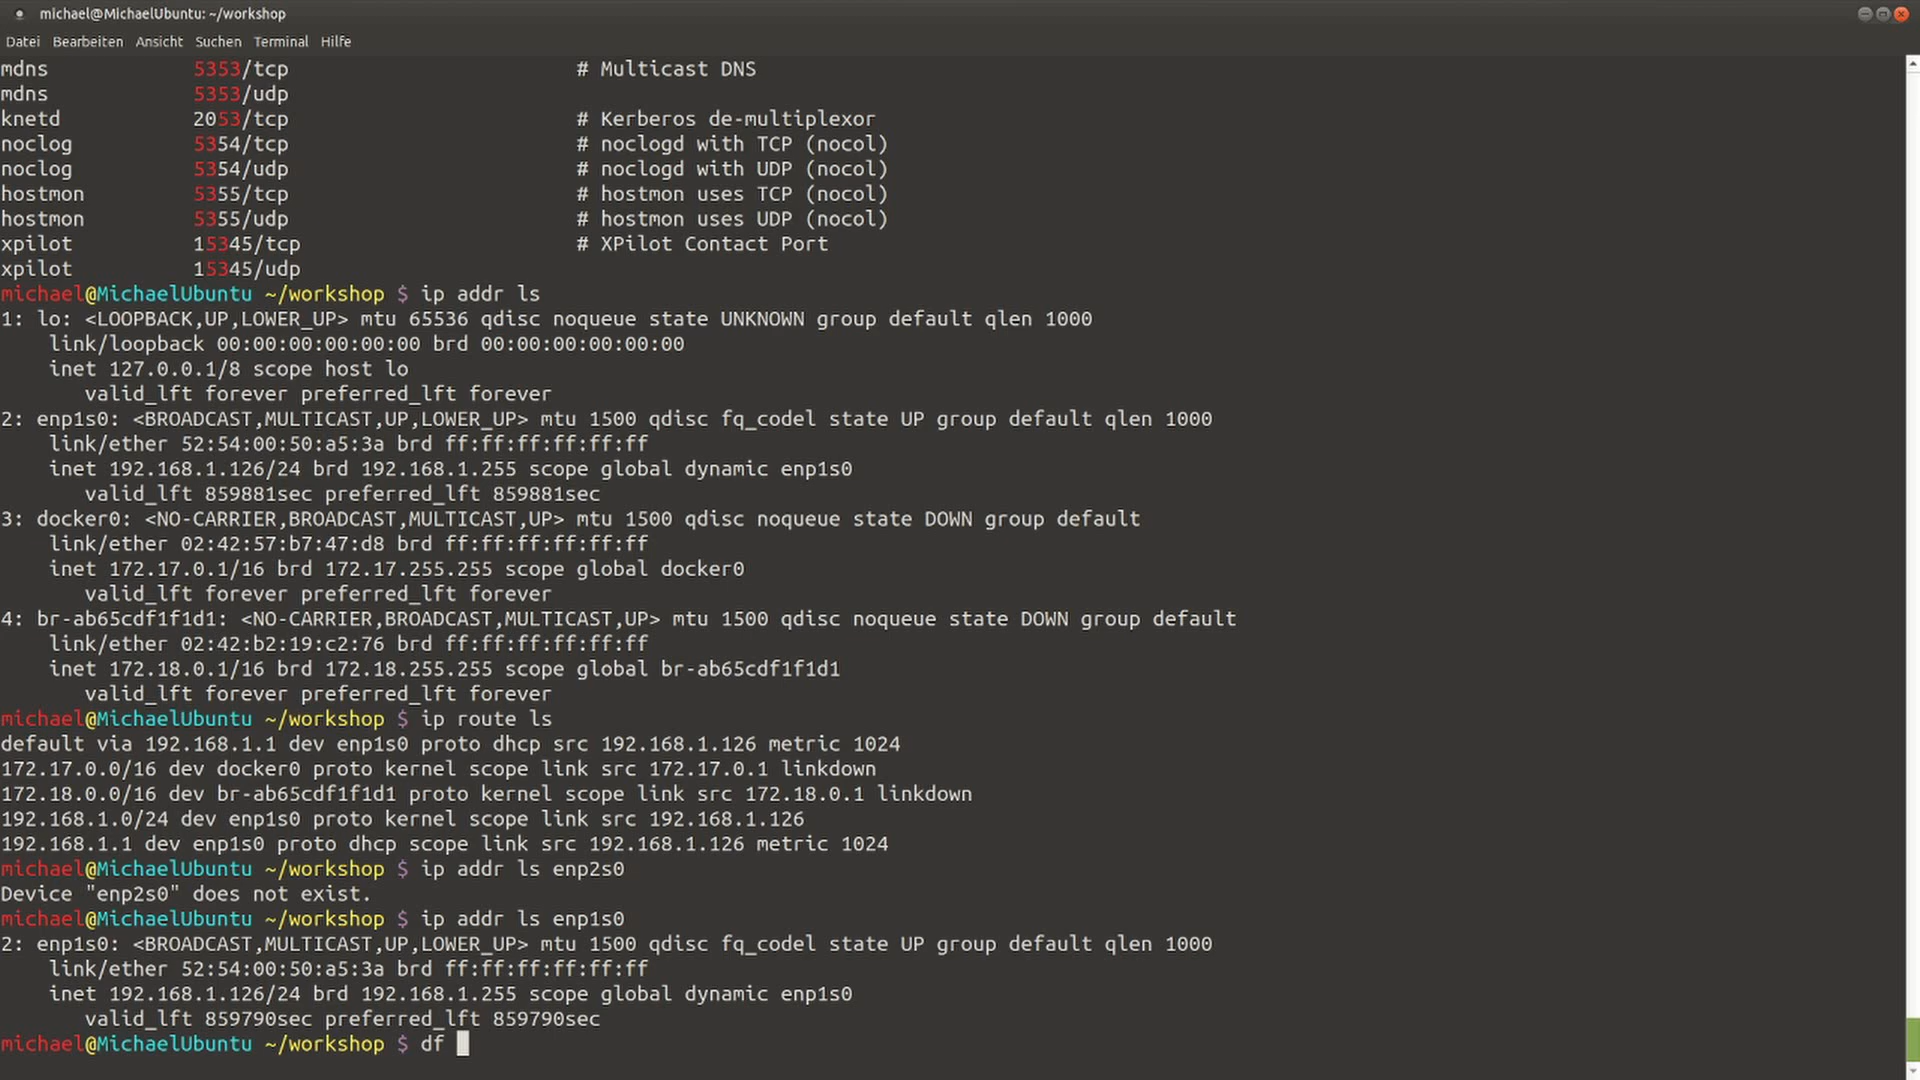 michael@MichaelUbuntu: ~/workshop
Datei Bearbeiten Ansicht Suchen Terminal Hilfe
mdns 5353/tcp # Multicast DNS
mdns 5353/udp
knetd 2053/tcp # Kerberos de-multiplexor
noclog 5354/tcp # noclogd with TCP (nocol)
noclog 5354/udp # noclogd with UDP (nocol)
hostmon 5355/tcp # hostmon uses TCP (nocol)
hostmon 5355/udp # hostmon uses UDP (nocol)
xpilot 15345/tcp # XPilot Contact Port
xpilot 15345/udp
michael@MichaelUbuntu ~/workshop $ ip addr ls
1: lo: <LOOPBACK,UP,LOWER_UP> mtu 65536 qdisc noqueue state UNKNOWN group default qlen 1000
    link/loopback 00:00:00:00:00:00 brd 00:00:00:00:00:00
    inet 127.0.0.1/8 scope host lo
       valid_lft forever preferred_lft forever
2: enp1s0: <BROADCAST,MULTICAST,UP,LOWER_UP> mtu 1500 qdisc fq_codel state UP group default qlen 1000
    link/ether 52:54:00:50:a5:3a brd ff:ff:ff:ff:ff:ff
    inet 192.168.1.126/24 brd 192.168.1.255 scope global dynamic enp1s0
       valid_lft 859881sec preferred_lft 859881sec
3: docker0: <NO-CARRIER,BROADCAST,MULTICAST,UP> mtu 1500 qdisc noqueue state DOWN group default
    link/ether 02:42:57:b7:47:d8 brd ff:ff:ff:ff:ff:ff
    inet 172.17.0.1/16 brd 172.17.255.255 scope global docker0
       valid_lft forever preferred_lft forever
4: br-ab65cdf1f1d1: <NO-CARRIER,BROADCAST,MULTICAST,UP> mtu 1500 qdisc noqueue state DOWN group default
    link/ether 02:42:b2:19:c2:76 brd ff:ff:ff:ff:ff:ff
    inet 172.18.0.1/16 brd 172.18.255.255 scope global br-ab65cdf1f1d1
       valid_lft forever preferred_lft forever
michael@MichaelUbuntu ~/workshop $ ip route ls
default via 192.168.1.1 dev enp1s0 proto dhcp src 192.168.1.126 metric 1024
172.17.0.0/16 dev docker0 proto kernel scope link src 172.17.0.1 linkdown
172.18.0.0/16 dev br-ab65cdf1f1d1 proto kernel scope link src 172.18.0.1 linkdown
192.168.1.0/24 dev enp1s0 proto kernel scope link src 192.168.1.126
192.168.1.1 dev enp1s0 proto dhcp scope link src 192.168.1.126 metric 1024
michael@MichaelUbuntu ~/workshop $ ip addr ls enp2s0
Device "enp2s0" does not exist.
michael@MichaelUbuntu ~/workshop $ ip addr ls enp1s0
2: enp1s0: <BROADCAST,MULTICAST,UP,LOWER_UP> mtu 1500 qdisc fq_codel state UP group default qlen 1000
    link/ether 52:54:00:50:a5:3a brd ff:ff:ff:ff:ff:ff
    inet 192.168.1.126/24 brd 192.168.1.255 scope global dynamic enp1s0
       valid_lft 859790sec preferred_lft 859790sec
michael@MichaelUbuntu ~/workshop $ df